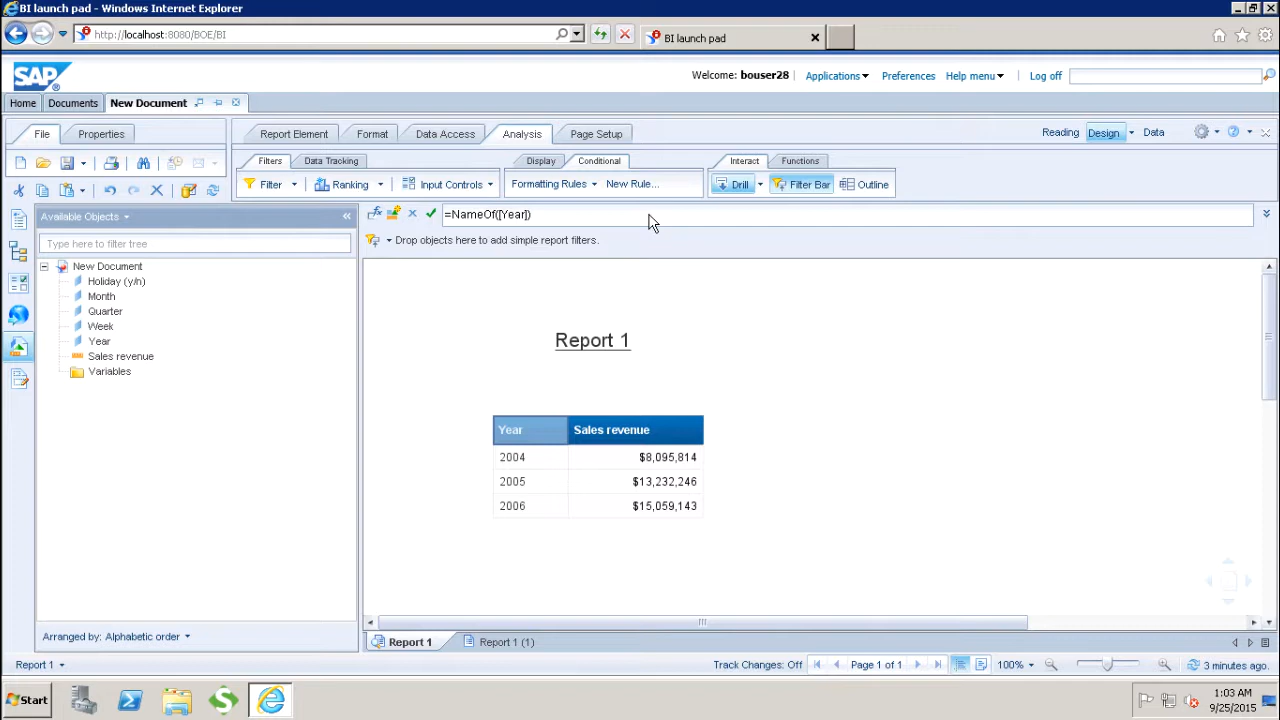 BI launch pad - Windows Internet Explorer
http://localhost:8080/BOE/BI
BI launch pad
SAP
Welcome: bouser28
Applications
Preferences
Help menu
Log off
Home
Documents
New Document
File
Properties
Report Element
Format
Data Access
Analysis
Page Setup
Reading
Design
Data
Filters
Data Tracking
Display
Conditional
Interact
Functions
Filter
Ranking
Input Controls
Formatting Rules
New Rule...
Drill
Filter Bar
Outline
Available Objects
=NameOf([Year])
Type here to filter tree
Drop objects here to add simple report filters.
New Document
Holiday (y/n)
Month
Quarter
Week
Year
Sales revenue
Variables
Report 1
Year Sales revenue
2004 $8,095,814
2005 $13,232,246
2006 $15,059,143
Arranged by: Alphabetic order
Report 1
Report 1 (1)
Report 1
Track Changes: Off
Page 1 of 1
100%
3 minutes ago.
Start
1:03 AM
9/25/2015